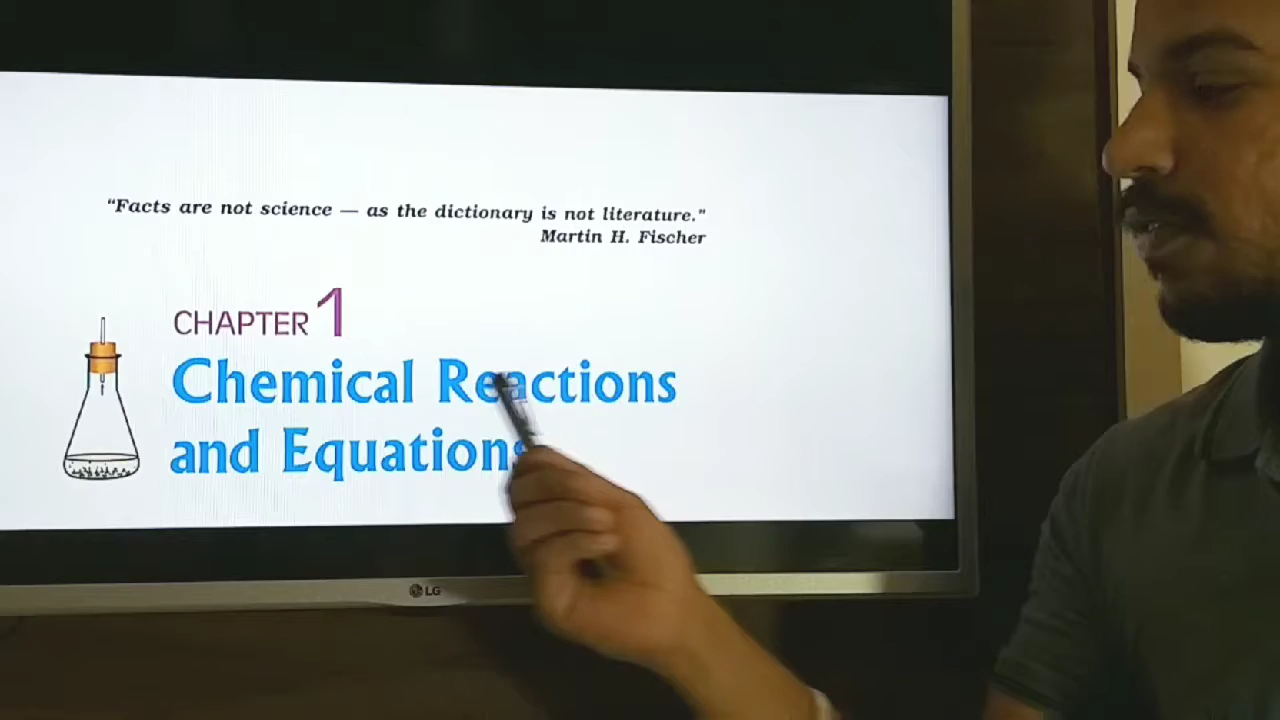 "Facts are not science — as the dictionary is not literature."
Martin H. Fischer
CHAPTER 1
Chemical Reactions
and Equations
LG